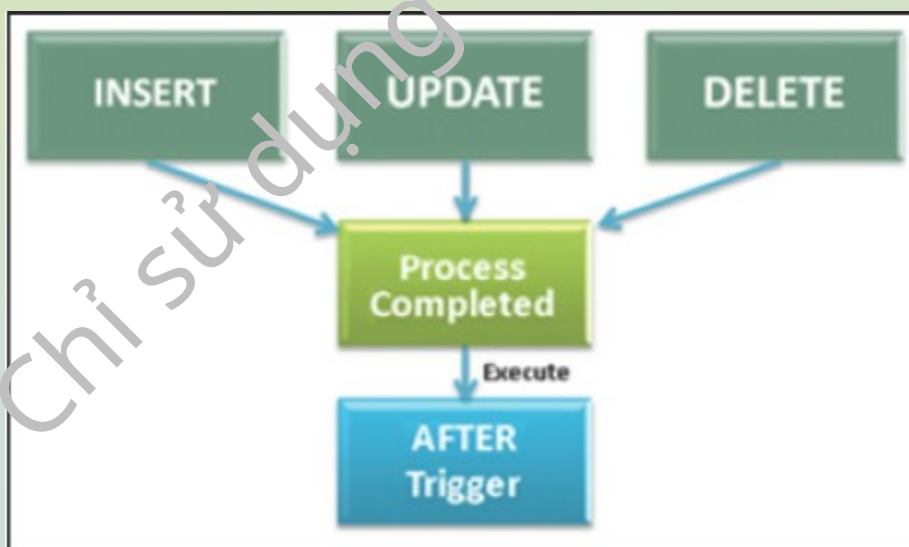 INSERT
UPDATE
DELETE
Process
Completed
Execute
AFTER
Trigger
Chỉ sử dụng